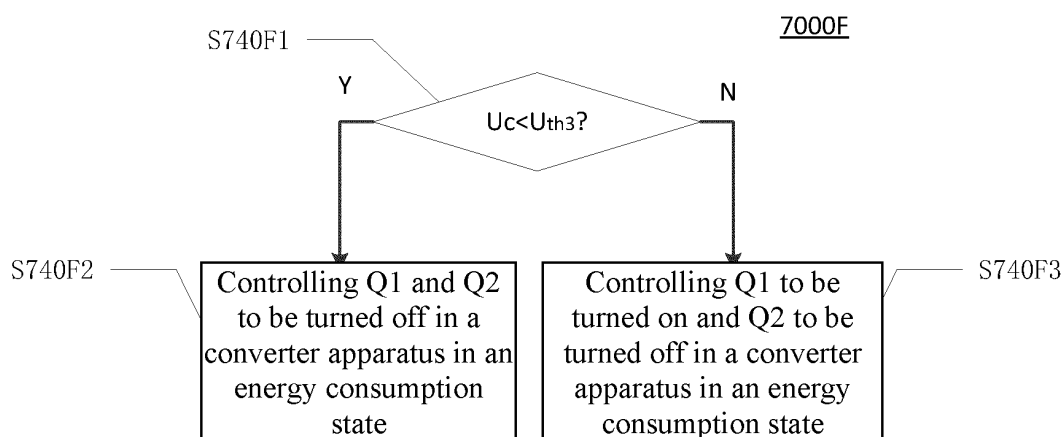 7000F
S740F1
Y
N
Uc<Uth3?
S740F2
Controlling Q1 and Q2
to be turned off in a
converter apparatus in an
energy consumption
state
Controlling Q1 to be
turned on and Q2 to be
turned off in a converter
apparatus in an energy
consumption state
S740F3